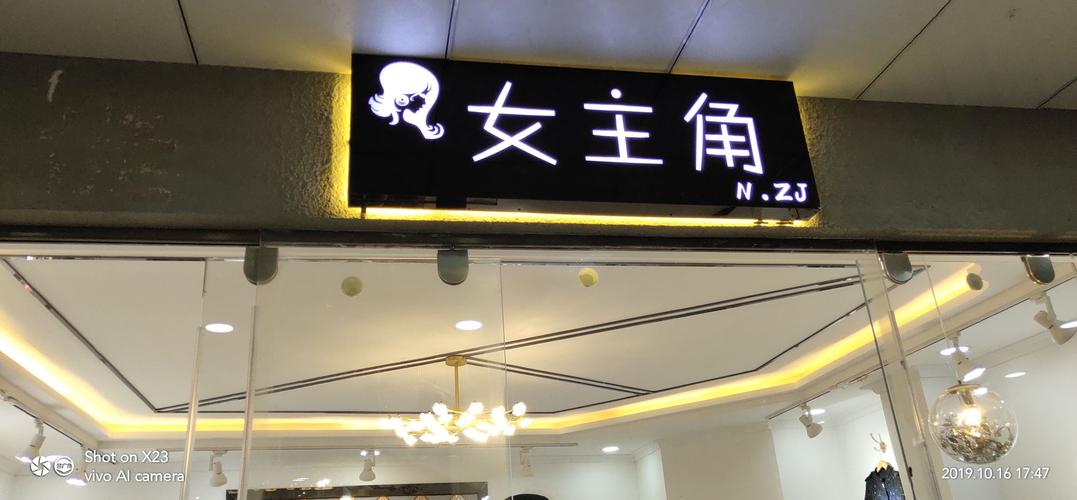 女主角
N.ZJ
Shot on X23
vivo AI camera
2019.10.16 17:47